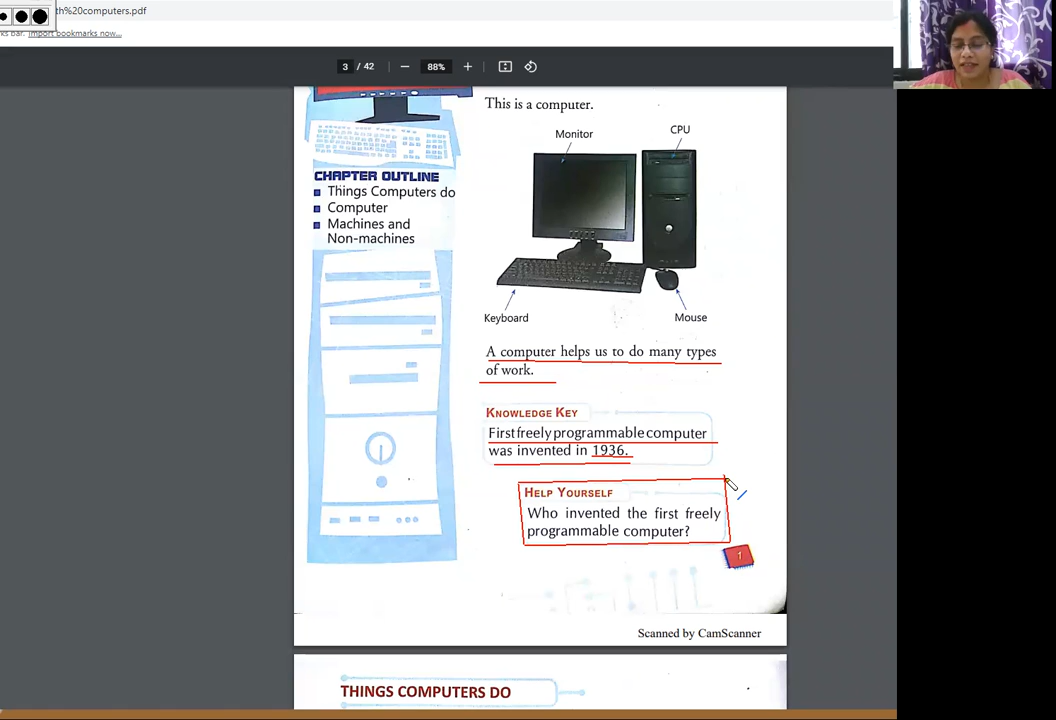 th%20computers.pdf
ks bar. Import bookmarks now...
3 / 42
88%
This is a computer.
Monitor
CPU
CHAPTER OUTLINE
Things Computers do
Computer
Machines and
Non-machines
Keyboard
Mouse
A computer helps us to do many types
of work.
KNOWLEDGE KEY
First freely programmable computer
was invented in 1936.
HELP YOURSELF
Who invented the first freely
programmable computer?
1
Scanned by CamScanner
THINGS COMPUTERS DO